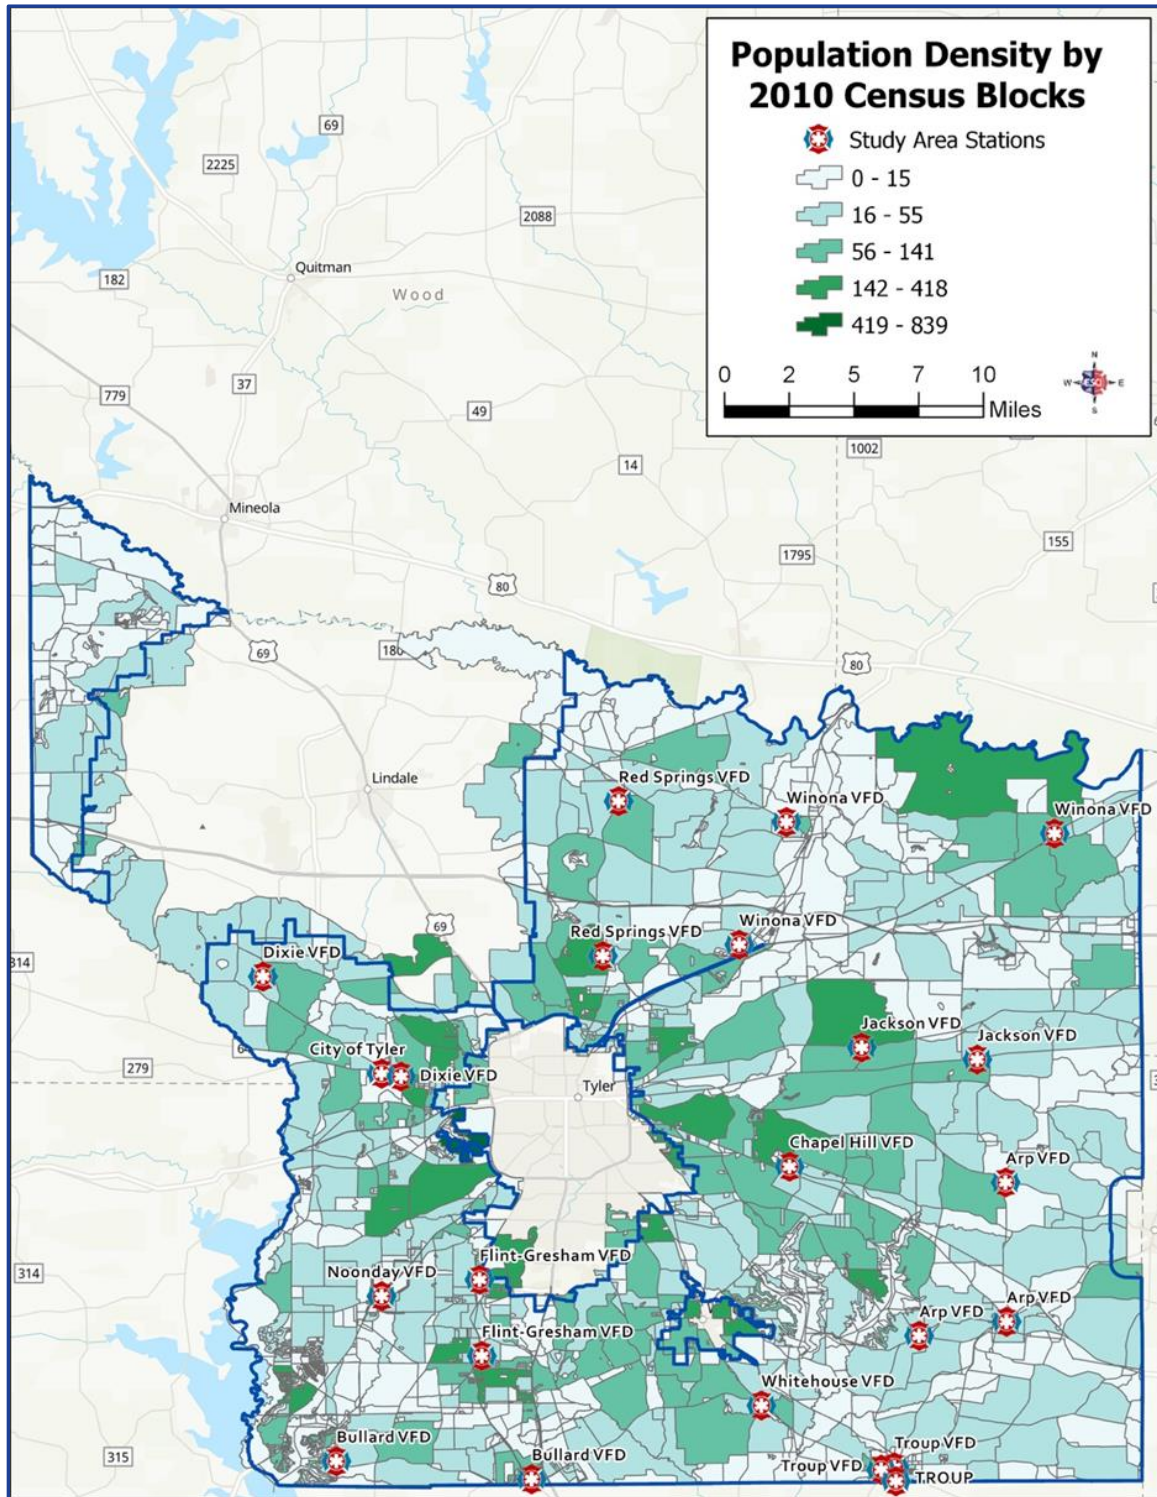 Population Density by
2010 Census Blocks
Study Area Stations
0 - 15
16 - 55
56 - 141
142 - 418
419 - 839
0 2 5 7 10
Miles
N
W E
S
69
2225
2088
Quitman
182
Wood
37
779
49
1002
14
Mineola
1795
155
80
69
80
Lindale
Red Springs VFD
Winona VFD
Winona VFD
69
Winona VFD
Red Springs VFD
Dixie VFD
314
Jackson VFD
Jackson VFD
City of Tyler
279
Dixie VFD
Tyler
Chapel Hill VFD
Arp VFD
Flint-Gresham VFD
314
Noonday VFD
Arp VFD
Arp VFD
Flint-Gresham VFD
Whitehouse VFD
Bullard VFD
Troup VFD
315
Bullard VFD
Troup VFD
TROUP